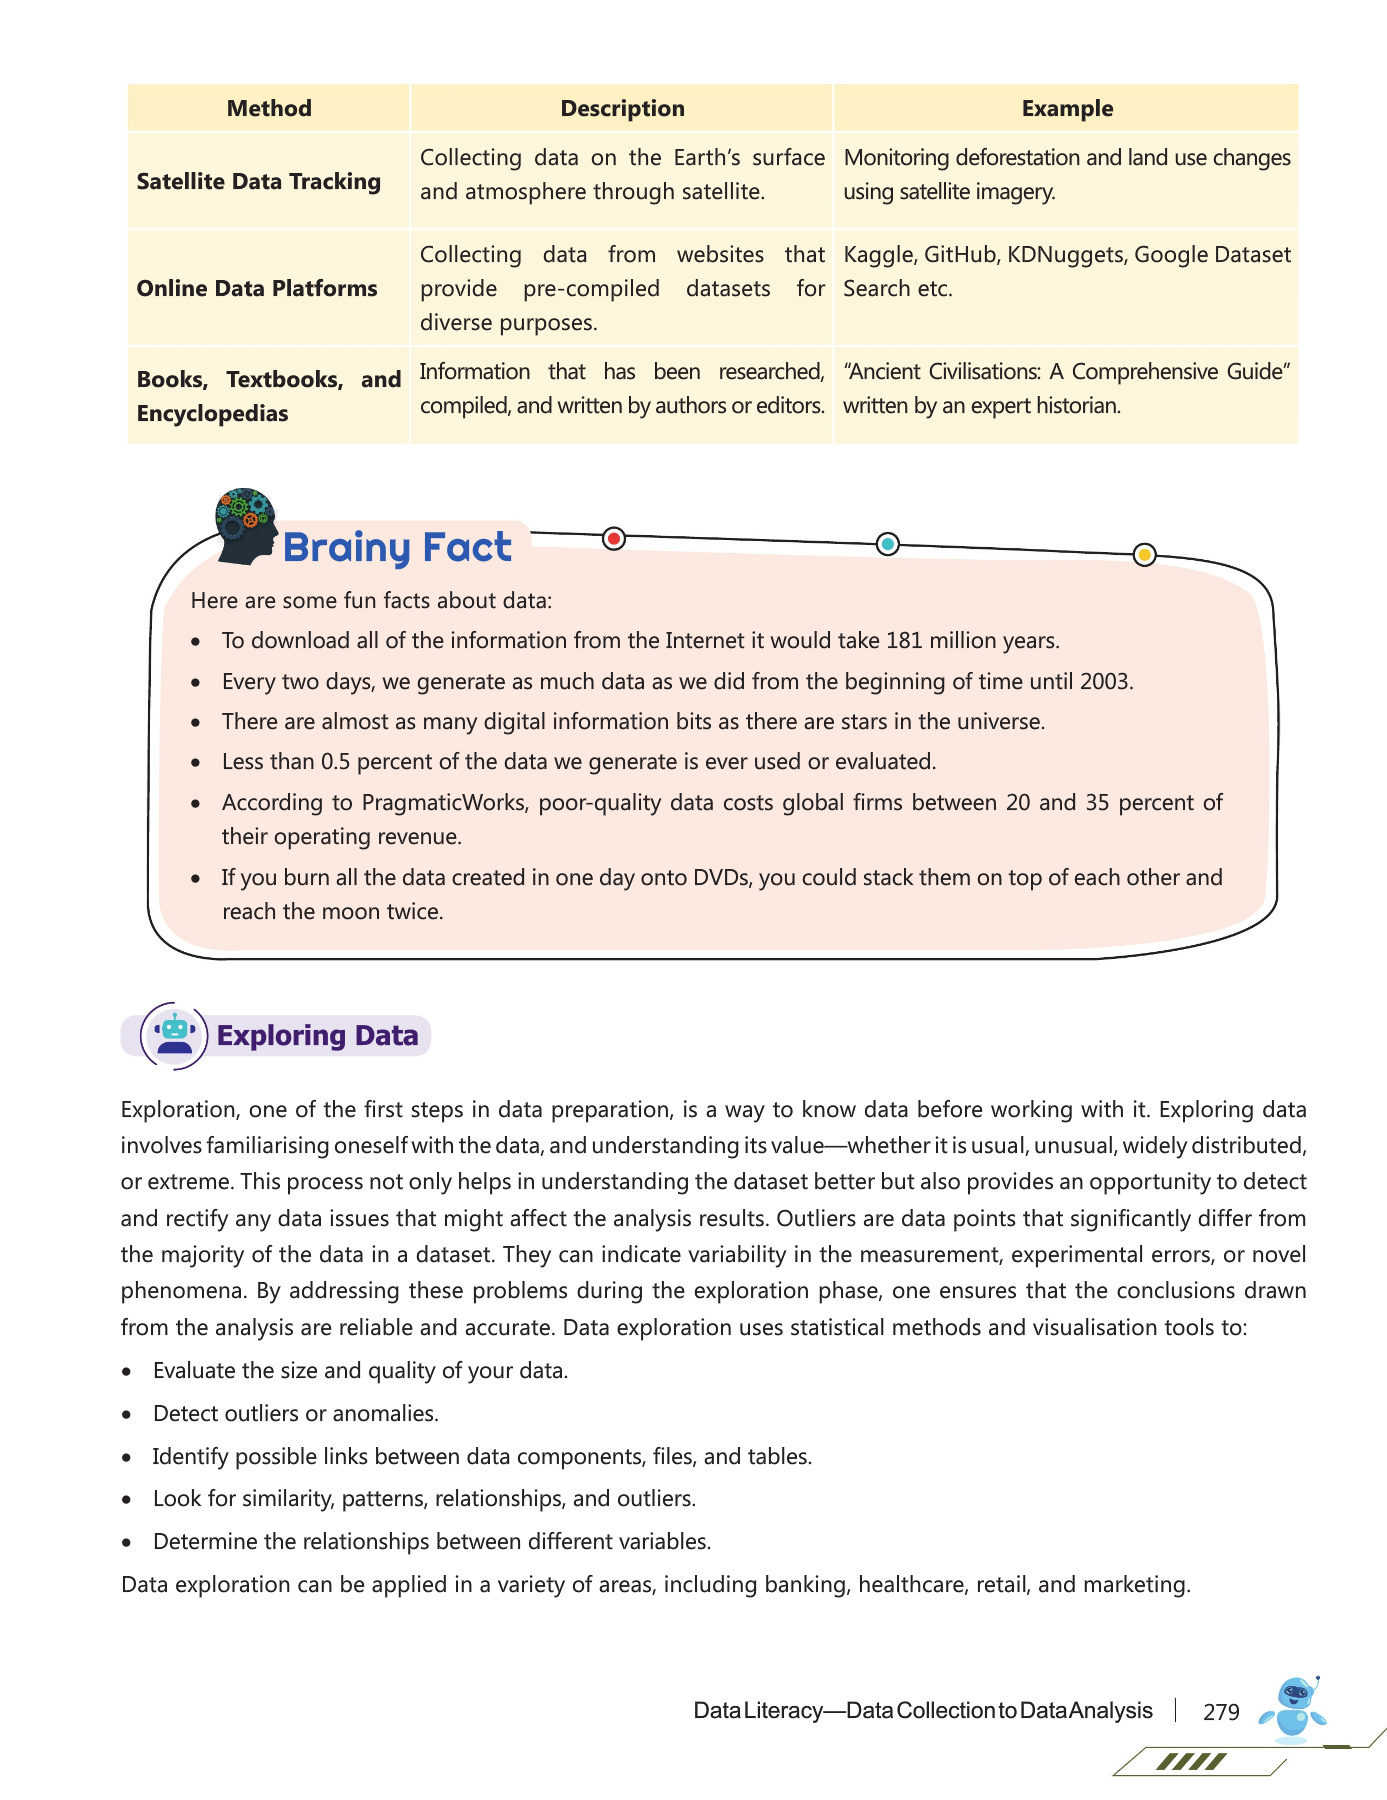 Method Description Example
Satellite Data Tracking
Collecting data on the Earth's surface
and atmosphere through satellite.
Monitoring deforestation and land use changes
using satellite imagery.
Online Data Platforms
Collecting data from websites that
provide pre-compiled datasets for
diverse purposes.
Kaggle, GitHub, KDNuggets, Google Dataset
Search etc.
Books, Textbooks, and
Encyclopedias
Information that has been researched,
compiled, and written by authors or editors.
“Ancient Civilisations: A Comprehensive Guide”
written by an expert historian.
Brainy Fact
Here are some fun facts about data:
• To download all of the information from the Internet it would take 181 million years.
• Every two days, we generate as much data as we did from the beginning of time until 2003.
• There are almost as many digital information bits as there are stars in the universe.
• Less than 0.5 percent of the data we generate is ever used or evaluated.
• According to PragmaticWorks, poor-quality data costs global firms between 20 and 35 percent of
their operating revenue.
• If you burn all the data created in one day onto DVDs, you could stack them on top of each other and
reach the moon twice.
Exploring Data
Exploration, one of the first steps in data preparation, is a way to know data before working with it. Exploring data
involves familiarising oneself with the data, and understanding its value—whether it is usual, unusual, widely distributed,
or extreme. This process not only helps in understanding the dataset better but also provides an opportunity to detect
and rectify any data issues that might affect the analysis results. Outliers are data points that significantly differ from
the majority of the data in a dataset. They can indicate variability in the measurement, experimental errors, or novel
phenomena. By addressing these problems during the exploration phase, one ensures that the conclusions drawn
from the analysis are reliable and accurate. Data exploration uses statistical methods and visualisation tools to:
• Evaluate the size and quality of your data.
• Detect outliers or anomalies.
• Identify possible links between data components, files, and tables.
• Look for similarity, patterns, relationships, and outliers.
• Determine the relationships between different variables.
Data exploration can be applied in a variety of areas, including banking, healthcare, retail, and marketing.
Data Literacy—Data Collection to Data Analysis 279